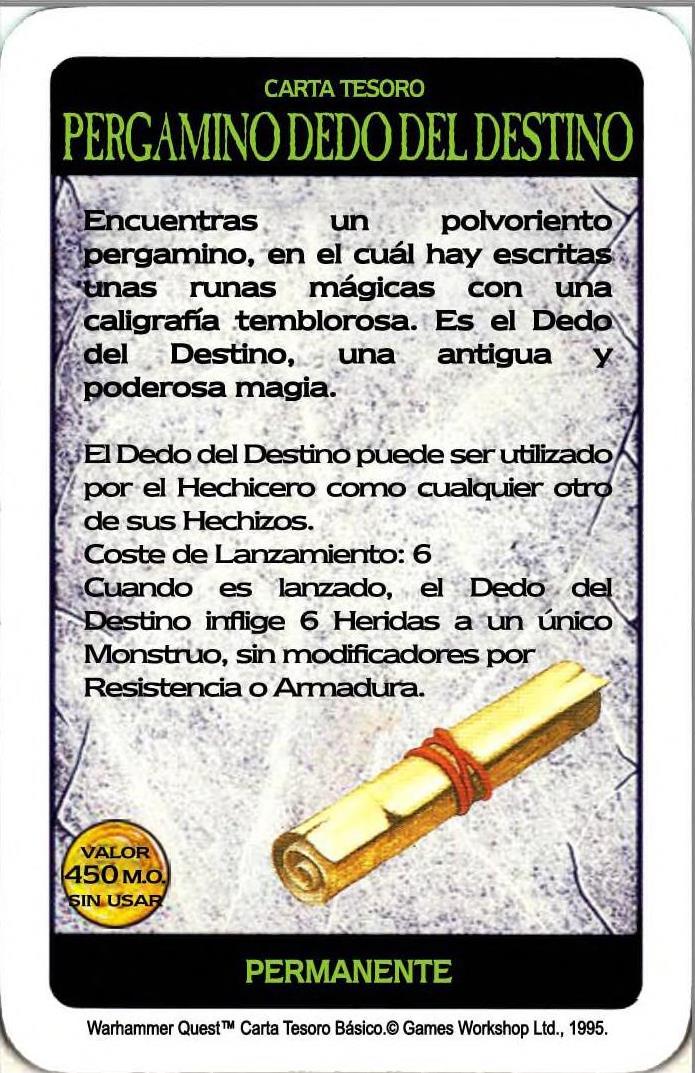 CARTA TESORO
PERGAMINO DEDO DEL DESTINO
Encuentras un polvoriento
pergamino, en el cuál hay escritas
unas runas mágicas con una
caligrafía temblorosa. Es el Dedo
del Destino, una antigua y
poderosa magia.
El Dedo del Destino puede ser utilizado
por el Hechicero como cualquier otro
de sus Hechizos.
Coste de Lanzamiento: 6
Cuando es lanzado, el Dedo del
Destino inflige 6 Heridas a un único
Monstruo, sin modificadores por
Resistencia o Armadura.
VALOR
450 M.O.
SIN USAR
PERMANENTE
Warhammer Quest™ Carta Tesoro Básico.© Games Workshop Ltd., 1995.